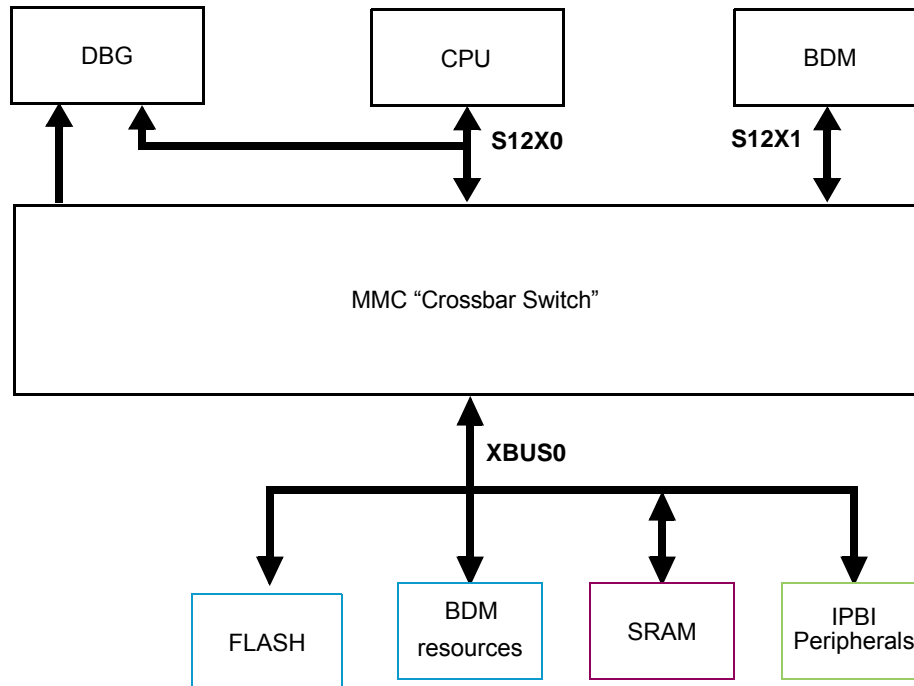 DBG
CPU
BDM
S12X0
S12X1
MMC “Crossbar Switch”
XBUS0
FLASH
BDM
resources
SRAM
IPBI
Peripherals